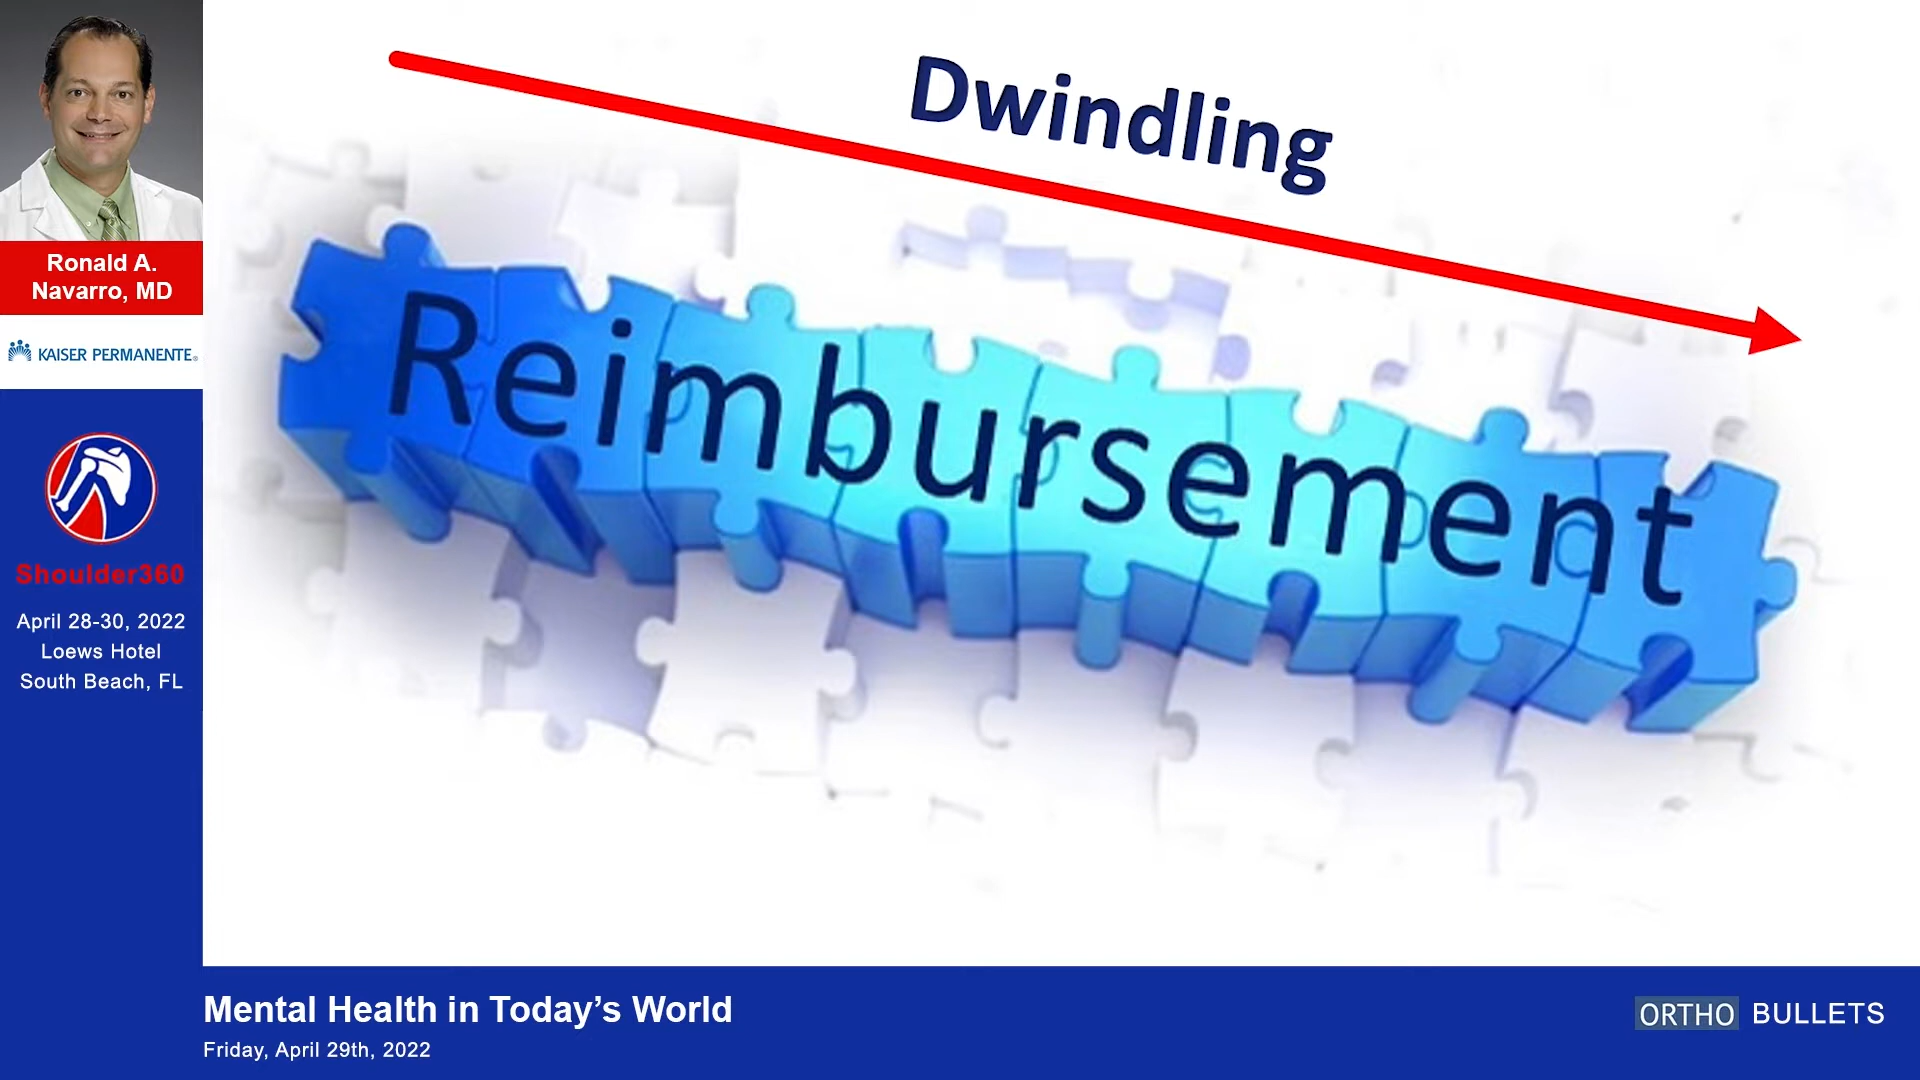 Ronald A.
Navarro, MD
KAISER PERMANENTE®
Shoulder360
April 28-30, 2022
Loews Hotel
South Beach, FL
Dwindling
Reimbursement
Mental Health in Today’s World
Friday, April 29th, 2022
ORTHO BULLETS